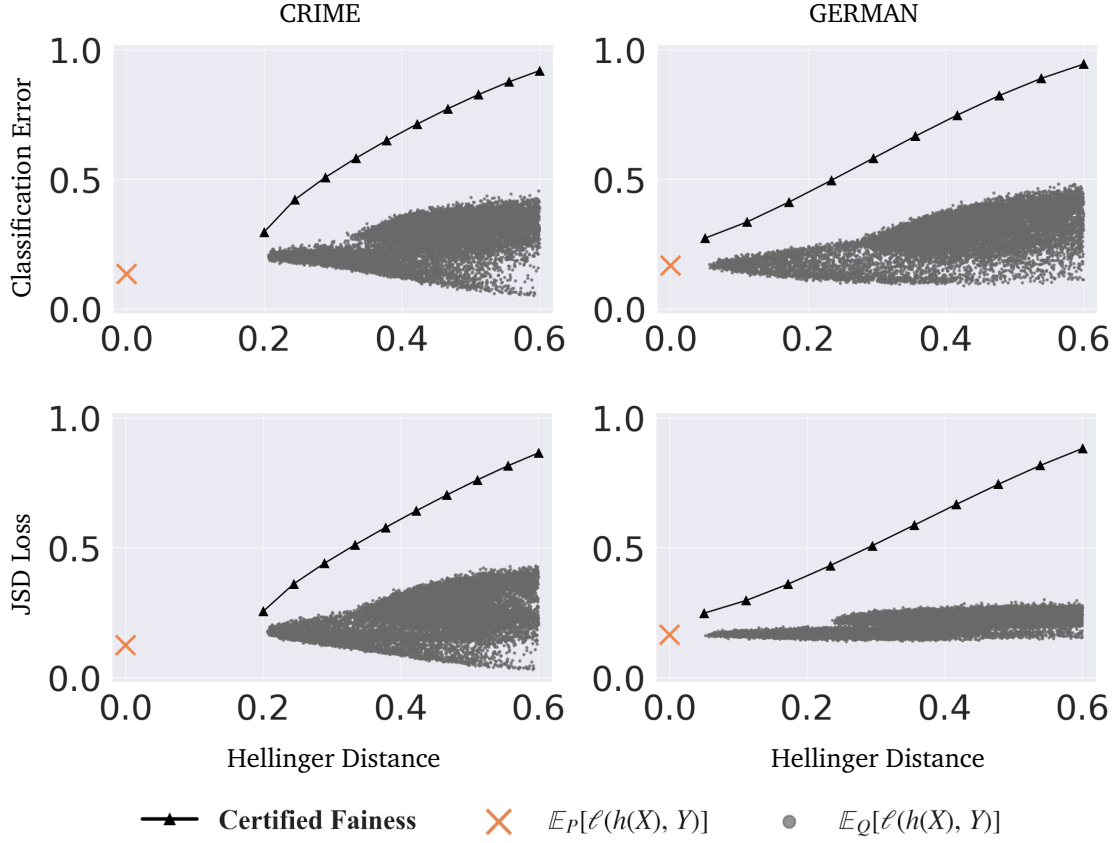 CRIME
GERMAN
Classification Error
1.0
0.5
0.0
0.0 0.2 0.4 0.6
1.0
0.5
0.0
0.0 0.2 0.4 0.6
JSD Loss
1.0
0.5
0.0
0.0 0.2 0.4 0.6
Hellinger Distance
1.0
0.5
0.0
0.0 0.2 0.4 0.6
Hellinger Distance
Certified Fainess
𝔼P[ℓ(h(X), Y)]
𝔼Q[ℓ(h(X), Y)]